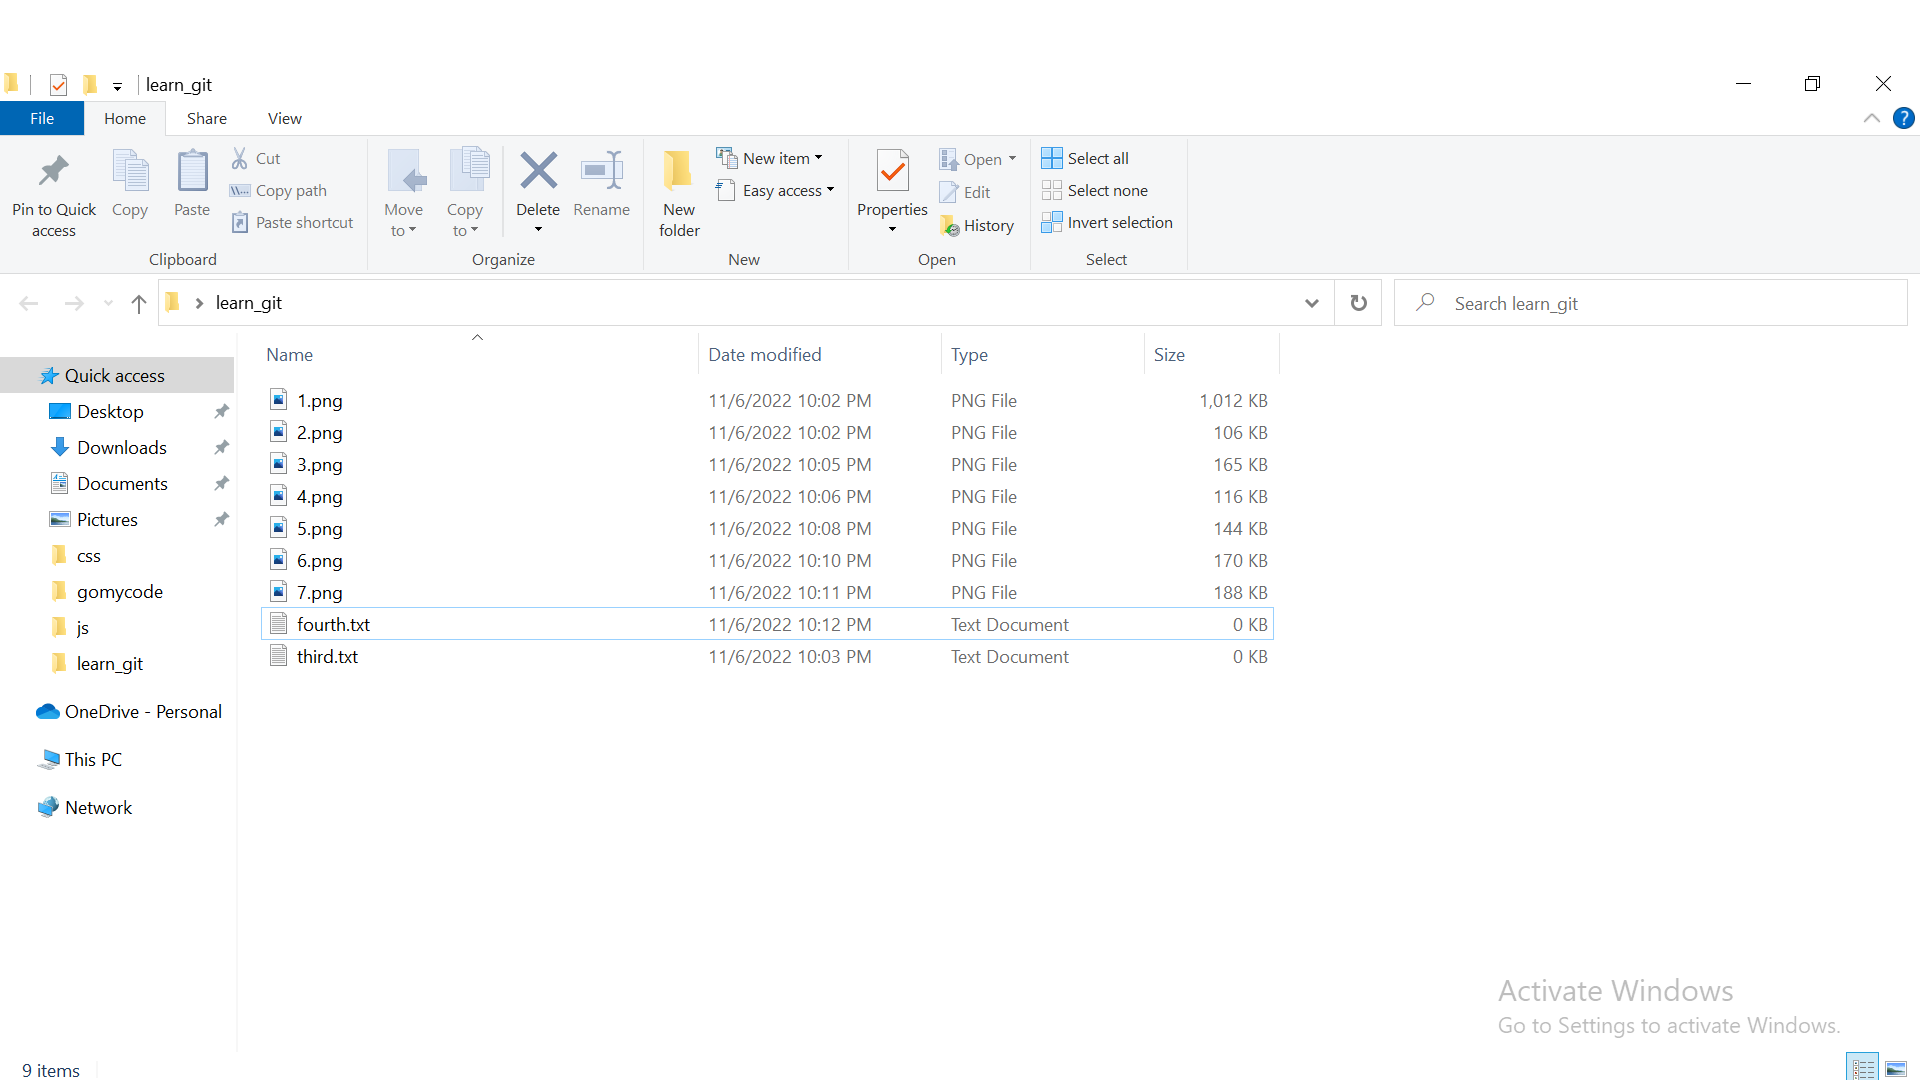 learn_git
File Home Share View
Pin to Quick access
Copy
Paste
Cut
Copy path
Paste shortcut
Clipboard
Move to
Copy to
Delete
Rename
Organize
New folder
New item
Easy access
New
Properties
Open
Edit
History
Open
Select all
Select none
Invert selection
Select
learn_git
Search learn_git
Quick access
Desktop
Downloads
Documents
Pictures
css
gomycode
js
learn_git
OneDrive - Personal
This PC
Network
Name Date modified Type Size
1.png 11/6/2022 10:02 PM PNG File 1,012 KB
2.png 11/6/2022 10:02 PM PNG File 106 KB
3.png 11/6/2022 10:05 PM PNG File 165 KB
4.png 11/6/2022 10:06 PM PNG File 116 KB
5.png 11/6/2022 10:08 PM PNG File 144 KB
6.png 11/6/2022 10:10 PM PNG File 170 KB
7.png 11/6/2022 10:11 PM PNG File 188 KB
fourth.txt 11/6/2022 10:12 PM Text Document 0 KB
third.txt 11/6/2022 10:03 PM Text Document 0 KB
Activate Windows
Go to Settings to activate Windows.
9 items